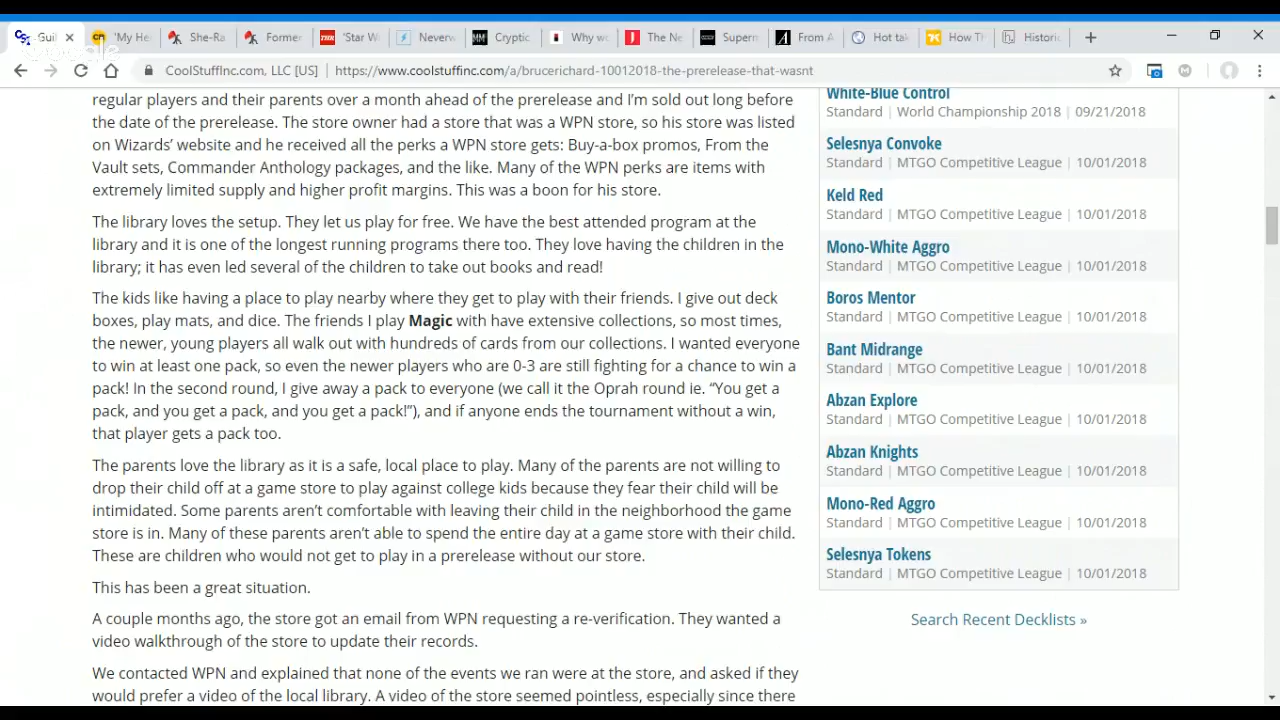 Gui
'My He
She-Ra
Former
'Star W
Neverw
Cryptic
Why wo
The Ne
Superm
From A
Hot tak
How Th
Historic
CoolStuffInc.com, LLC [US] | https://www.coolstuffinc.com/a/brucerichard-10012018-the-prerelease-that-wasnt
regular players and their parents over a month ahead of the prerelease and I'm sold out long before
the date of the prerelease. The store owner had a store that was a WPN store, so his store was listed
on Wizards' website and he received all the perks a WPN store gets: Buy-a-box promos, From the
Vault sets, Commander Anthology packages, and the like. Many of the WPN perks are items with
extremely limited supply and higher profit margins. This was a boon for his store.
The library loves the setup. They let us play for free. We have the best attended program at the
library and it is one of the longest running programs there too. They love having the children in the
library; it has even led several of the children to take out books and read!
The kids like having a place to play nearby where they get to play with their friends. I give out deck
boxes, play mats, and dice. The friends I play Magic with have extensive collections, so most times,
the newer, young players all walk out with hundreds of cards from our collections. I wanted everyone
to win at least one pack, so even the newer players who are 0-3 are still fighting for a chance to win a
pack! In the second round, I give away a pack to everyone (we call it the Oprah round ie. "You get a
pack, and you get a pack, and you get a pack!"), and if anyone ends the tournament without a win,
that player gets a pack too.
The parents love the library as it is a safe, local place to play. Many of the parents are not willing to
drop their child off at a game store to play against college kids because they fear their child will be
intimidated. Some parents aren't comfortable with leaving their child in the neighborhood the game
store is in. Many of these parents aren't able to spend the entire day at a game store with their child.
These are children who would not get to play in a prerelease without our store.
This has been a great situation.
A couple months ago, the store got an email from WPN requesting a re-verification. They wanted a
video walkthrough of the store to update their records.
We contacted WPN and explained that none of the events we ran were at the store, and asked if they
would prefer a video of the local library. A video of the store seemed pointless, especially since there
White-Blue Control
Standard | World Championship 2018 | 09/21/2018
Selesnya Convoke
Standard | MTGO Competitive League | 10/01/2018
Keld Red
Standard | MTGO Competitive League | 10/01/2018
Mono-White Aggro
Standard | MTGO Competitive League | 10/01/2018
Boros Mentor
Standard | MTGO Competitive League | 10/01/2018
Bant Midrange
Standard | MTGO Competitive League | 10/01/2018
Abzan Explore
Standard | MTGO Competitive League | 10/01/2018
Abzan Knights
Standard | MTGO Competitive League | 10/01/2018
Mono-Red Aggro
Standard | MTGO Competitive League | 10/01/2018
Selesnya Tokens
Standard | MTGO Competitive League | 10/01/2018
Search Recent Decklists »